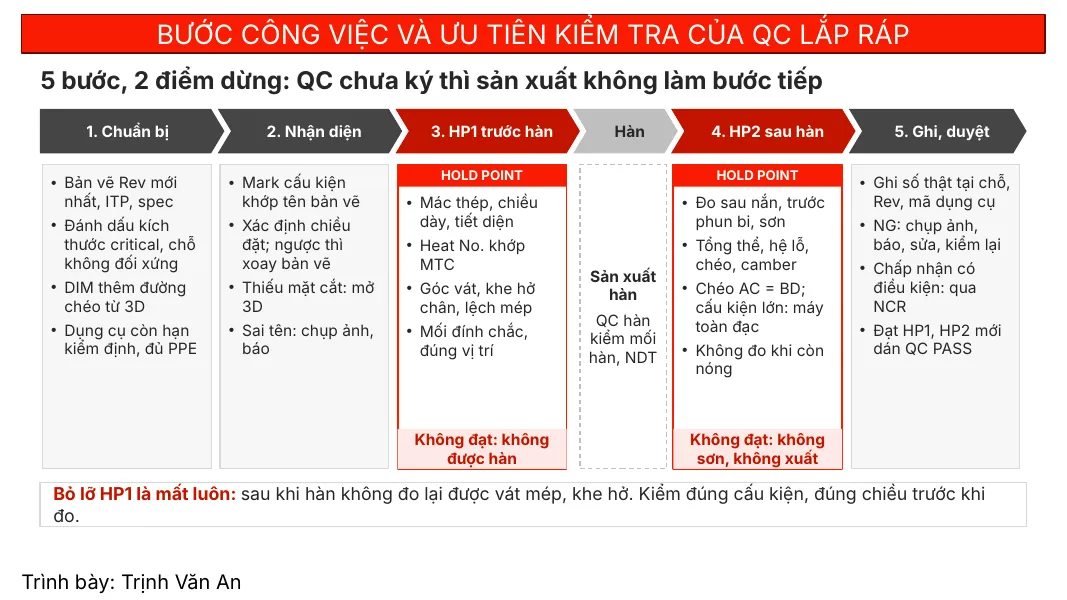 BƯỚC CÔNG VIỆC VÀ ƯU TIÊN KIỂM TRA CỦA QC LẮP RÁP
5 bước, 2 điểm dừng: QC chưa ký thì sản xuất không làm bước tiếp
1. Chuẩn bị
• Bản vẽ Rev mới
nhất, ITP, spec
• Đánh dấu kích
thước critical, chỗ
không đối xứng
• DIM thêm đường
chéo từ 3D
• Dụng cụ còn hạn
kiểm định, đủ PPE
2. Nhận diện
• Mark cấu kiện
khớp tên bản vẽ
• Xác định chiều
đặt; ngược thì
xoay bản vẽ
• Thiếu mặt cắt: mở
3D
• Sai tên: chụp ảnh,
báo
3. HP1 trước hàn
HOLD POINT
• Mác thép, chiều
dày, tiết diện
• Heat No. khớp
MTC
• Góc vát, khe hở
chân, lệch mép
• Mối đính chắc,
đúng vị trí
Không đạt: không
được hàn
Hàn
Sản xuất
hàn
QC hàn
kiểm mối
hàn, NDT
4. HP2 sau hàn
HOLD POINT
• Đo sau nắn, trước
phun bi, sơn
• Tổng thể, hệ lỗ,
chéo, camber
• Chéo AC = BD;
cấu kiện lớn: máy
toàn đạc
• Không đo khi còn
nóng
Không đạt: không
sơn, không xuất
5. Ghi, duyệt
• Ghi số thật tại chỗ,
Rev, mã dụng cụ
• NG: chụp ảnh,
báo, sửa, kiểm lại
• Chấp nhận có
điều kiện: qua
NCR
• Đạt HP1, HP2 mới
dán QC PASS
Bỏ lỡ HP1 là mất luôn: sau khi hàn không đo lại được vát mép, khe hở. Kiểm đúng cấu kiện, đúng chiều trước khi
đo.
Trình bày: Trịnh Văn An